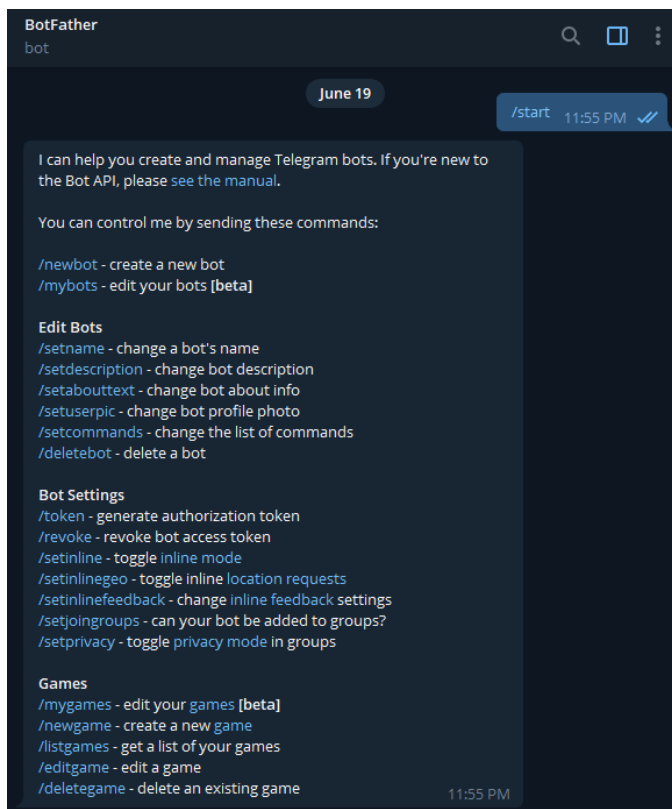 BotFather
bot
June 19
/start 11:55 PM
I can help you create and manage Telegram bots. If you're new to
the Bot API, please see the manual.
You can control me by sending these commands:
/newbot - create a new bot
/mybots - edit your bots [beta]
Edit Bots
/setname - change a bot's name
/setdescription - change bot description
/setabouttext - change bot about info
/setuserpic - change bot profile photo
/setcommands - change the list of commands
/deletebot - delete a bot
Bot Settings
/token - generate authorization token
/revoke - revoke bot access token
/setinline - toggle inline mode
/setinlinegeo - toggle inline location requests
/setinlinefeedback - change inline feedback settings
/setjoingroups - can your bot be added to groups?
/setprivacy - toggle privacy mode in groups
Games
/mygames - edit your games [beta]
/newgame - create a new game
/listgames - get a list of your games
/editgame - edit a game
/deletegame - delete an existing game
11:55 PM